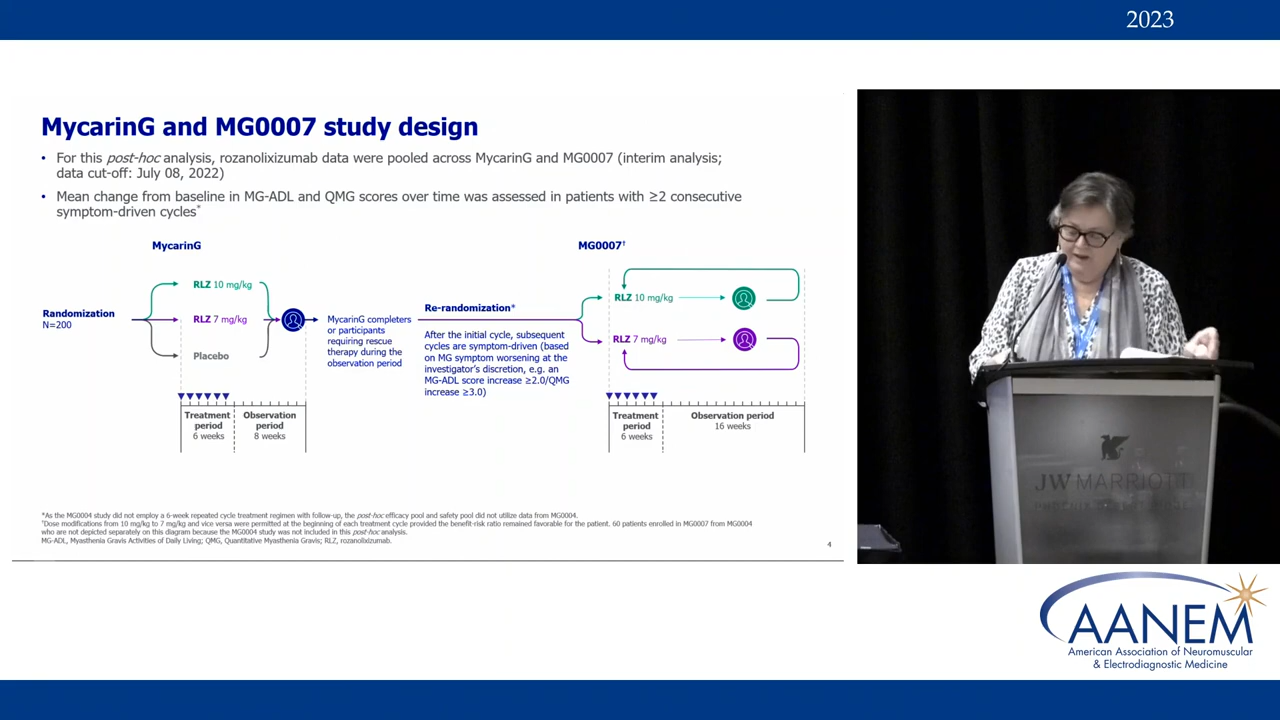 2023
MycarinG and MG0007 study design
• For this post-hoc analysis, rozanolixizumab data were pooled across MycarinG and MG0007 (interim analysis;
data cut-off: July 08, 2022)
• Mean change from baseline in MG-ADL and QMG scores over time was assessed in patients with ≥2 consecutive
symptom-driven cycles*
MycarinG
MG0007†
Randomization
N=200
RLZ 10 mg/kg
RLZ 7 mg/kg
Placebo
MycarinG completers
or participants
requiring rescue
therapy during the
observation period
Re-randomization*
After the initial cycle, subsequent
cycles are symptom-driven (based
on MG symptom worsening at the
investigator's discretion, e.g. an
MG-ADL score increase ≥2.0/QMG
increase ≥3.0)
RLZ 10 mg/kg
RLZ 7 mg/kg
Treatment
period
6 weeks
Observation
period
8 weeks
Treatment
period
6 weeks
Observation period
16 weeks
*As the MG0004 study did not employ a 6-week repeated cycle treatment regimen with follow-up, the post-hoc efficacy pool and safety pool did not utilize data from MG0004.
†Dose modifications from 10 mg/kg to 7 mg/kg and vice versa were permitted at the beginning of each treatment cycle provided the benefit-risk ratio remained favorable for the patient. 60 patients enrolled in MG0007 from MG0004
who are not depicted separately on this diagram because the MG0004 study was not included in this post-hoc analysis.
MG-ADL, Myasthenia Gravis Activities of Daily Living; QMG, Quantitative Myasthenia Gravis; RLZ, rozanolixizumab.
4
JW MARRIOTT
AANEM
American Association of Neuromuscular
& Electrodiagnostic Medicine